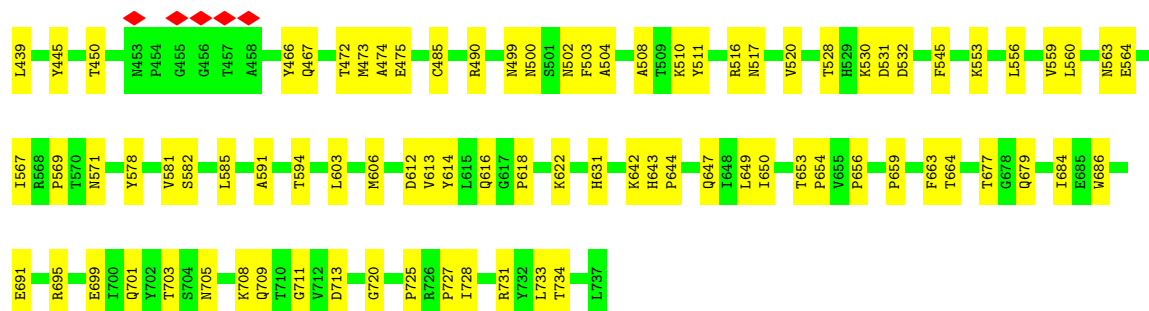 L439 Y445 T450 N453 P454 G455 G456 T457 A458 Y466 Q467 T472 M473 A474 E475 C485 R490 N499 N500 S501 N502 F503 A504 A508 T509 K510 Y511 R516 N517 V520 T528 H529 K530 D531 D532 F545 K553 L556 V559 L560 N563 E564
I567 R568 P569 T570 N571 Y578 V581 S582 L585 A591 T594 L603 M606 D612 V613 Y614 L615 Q616 G617 P618 K622 H631 K642 H643 P644 Q647 I648 L649 I650 T653 P654 V655 P656 P659 F663 T664 T677 G678 Q679 I684 E685 W686
E691 R695 E699 I700 Q701 Y702 T703 S704 N705 K708 Q709 T710 G711 V712 D713 G720 P725 R726 P727 I728 R731 Y732 L733 T734 L737